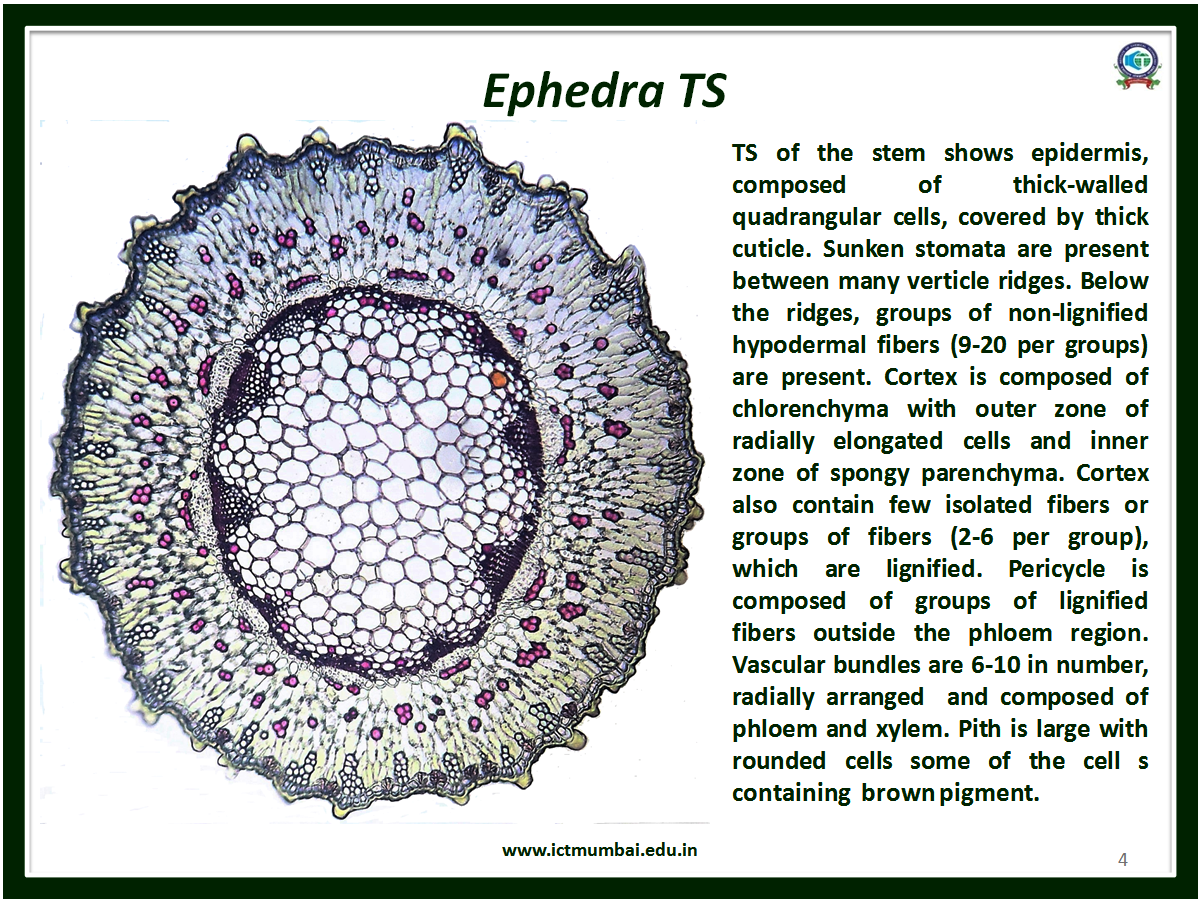 Ephedra TS
TS of the stem shows epidermis,
composed of thick-walled
quadrangular cells, covered by thick
cuticle. Sunken stomata are present
between many verticle ridges. Below
the ridges, groups of non-lignified
hypodermal fibers (9-20 per groups)
are present. Cortex is composed of
chlorenchyma with outer zone of
radially elongated cells and inner
zone of spongy parenchyma. Cortex
also contain few isolated fibers or
groups of fibers (2-6 per group),
which are lignified. Pericycle is
composed of groups of lignified
fibers outside the phloem region.
Vascular bundles are 6-10 in number,
radially arranged and composed of
phloem and xylem. Pith is large with
rounded cells some of the cell s
containing brown pigment.
www.ictmumbai.edu.in
4